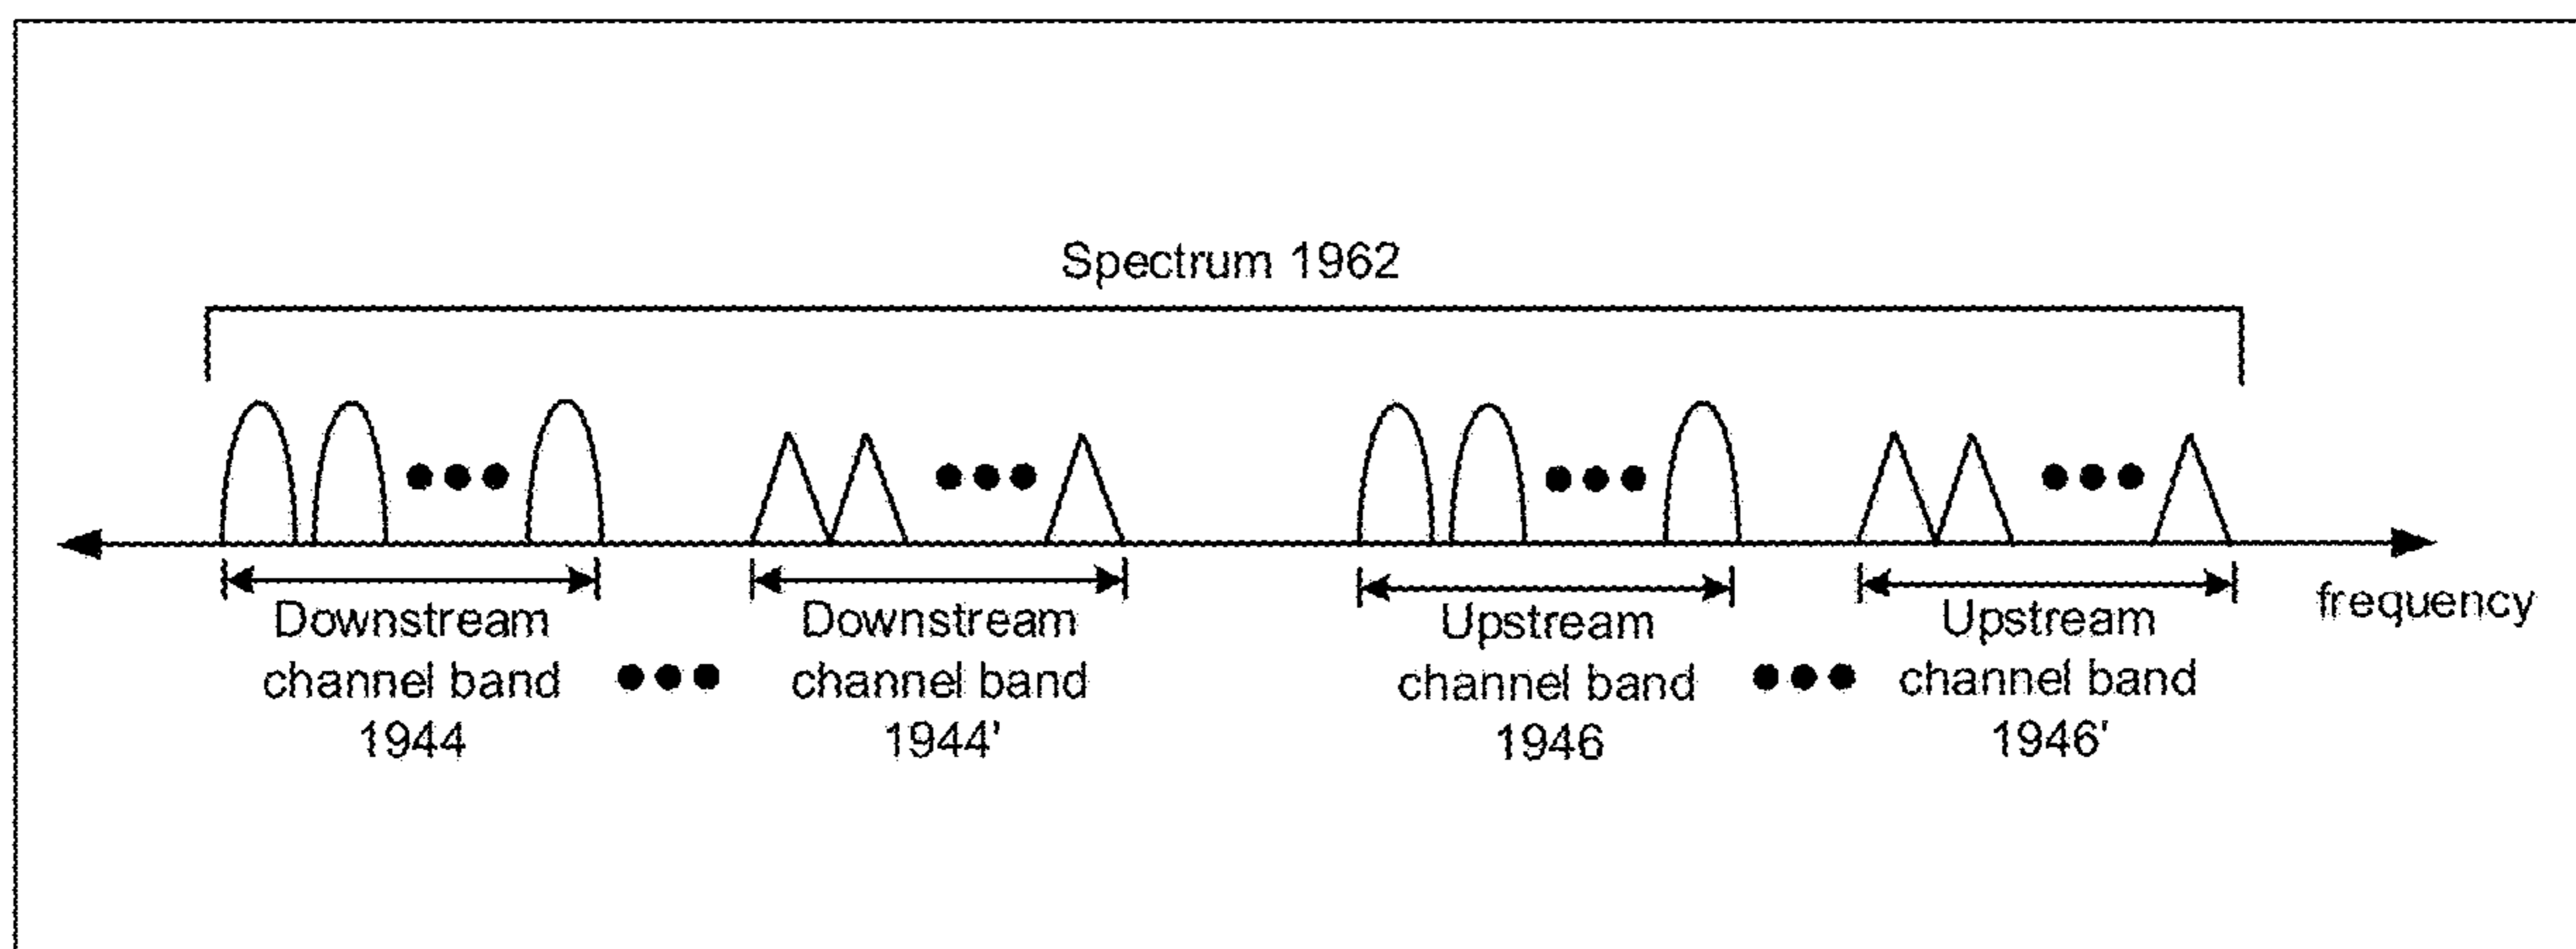 Spectrum 1962
frequency
Downstream
channel band
1944
Downstream
channel band
1944'
Upstream
channel band
1946
Upstream
channel band
1946'